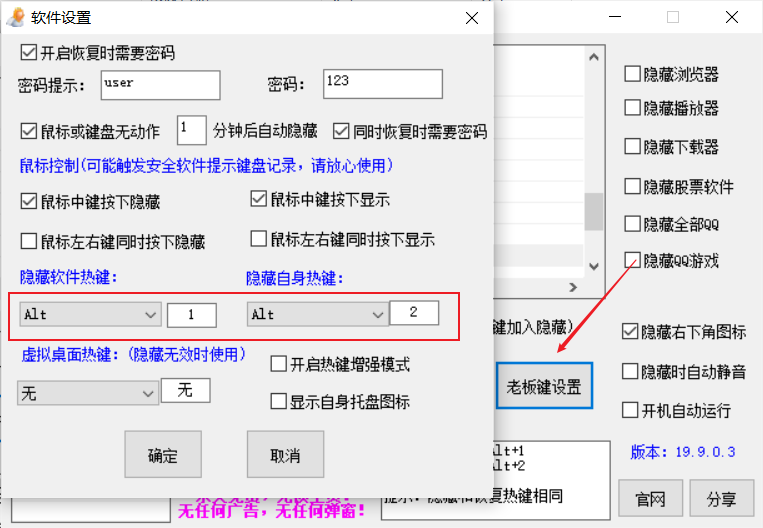 软件设置
开启恢复时需要密码
密码提示: user 密码: 123
鼠标或键盘无动作 1 分钟后自动隐藏 同时恢复时需要密码
鼠标控制(可能触发安全软件提示键盘记录，请放心使用)
鼠标中键按下隐藏 鼠标中键按下显示
鼠标左右键同时按下隐藏 鼠标左右键同时按下显示
隐藏软件热键: 隐藏自身热键:
Alt 1 Alt 2
虚拟桌面热键: (隐藏无效时使用) 开启热键增强模式
无 无 显示自身托盘图标
确定 取消
隐藏浏览器
隐藏播放器
隐藏下载器
隐藏股票软件
隐藏全部QQ
隐藏QQ游戏
键加入隐藏)
隐藏右下角图标
老板键设置 隐藏时自动静音
开机自动运行
Alt+1
Alt+2
提示: 隐藏和恢复热键相同
版本: 19.9.0.3
官网 分享
无任何广告，无任何弹窗!